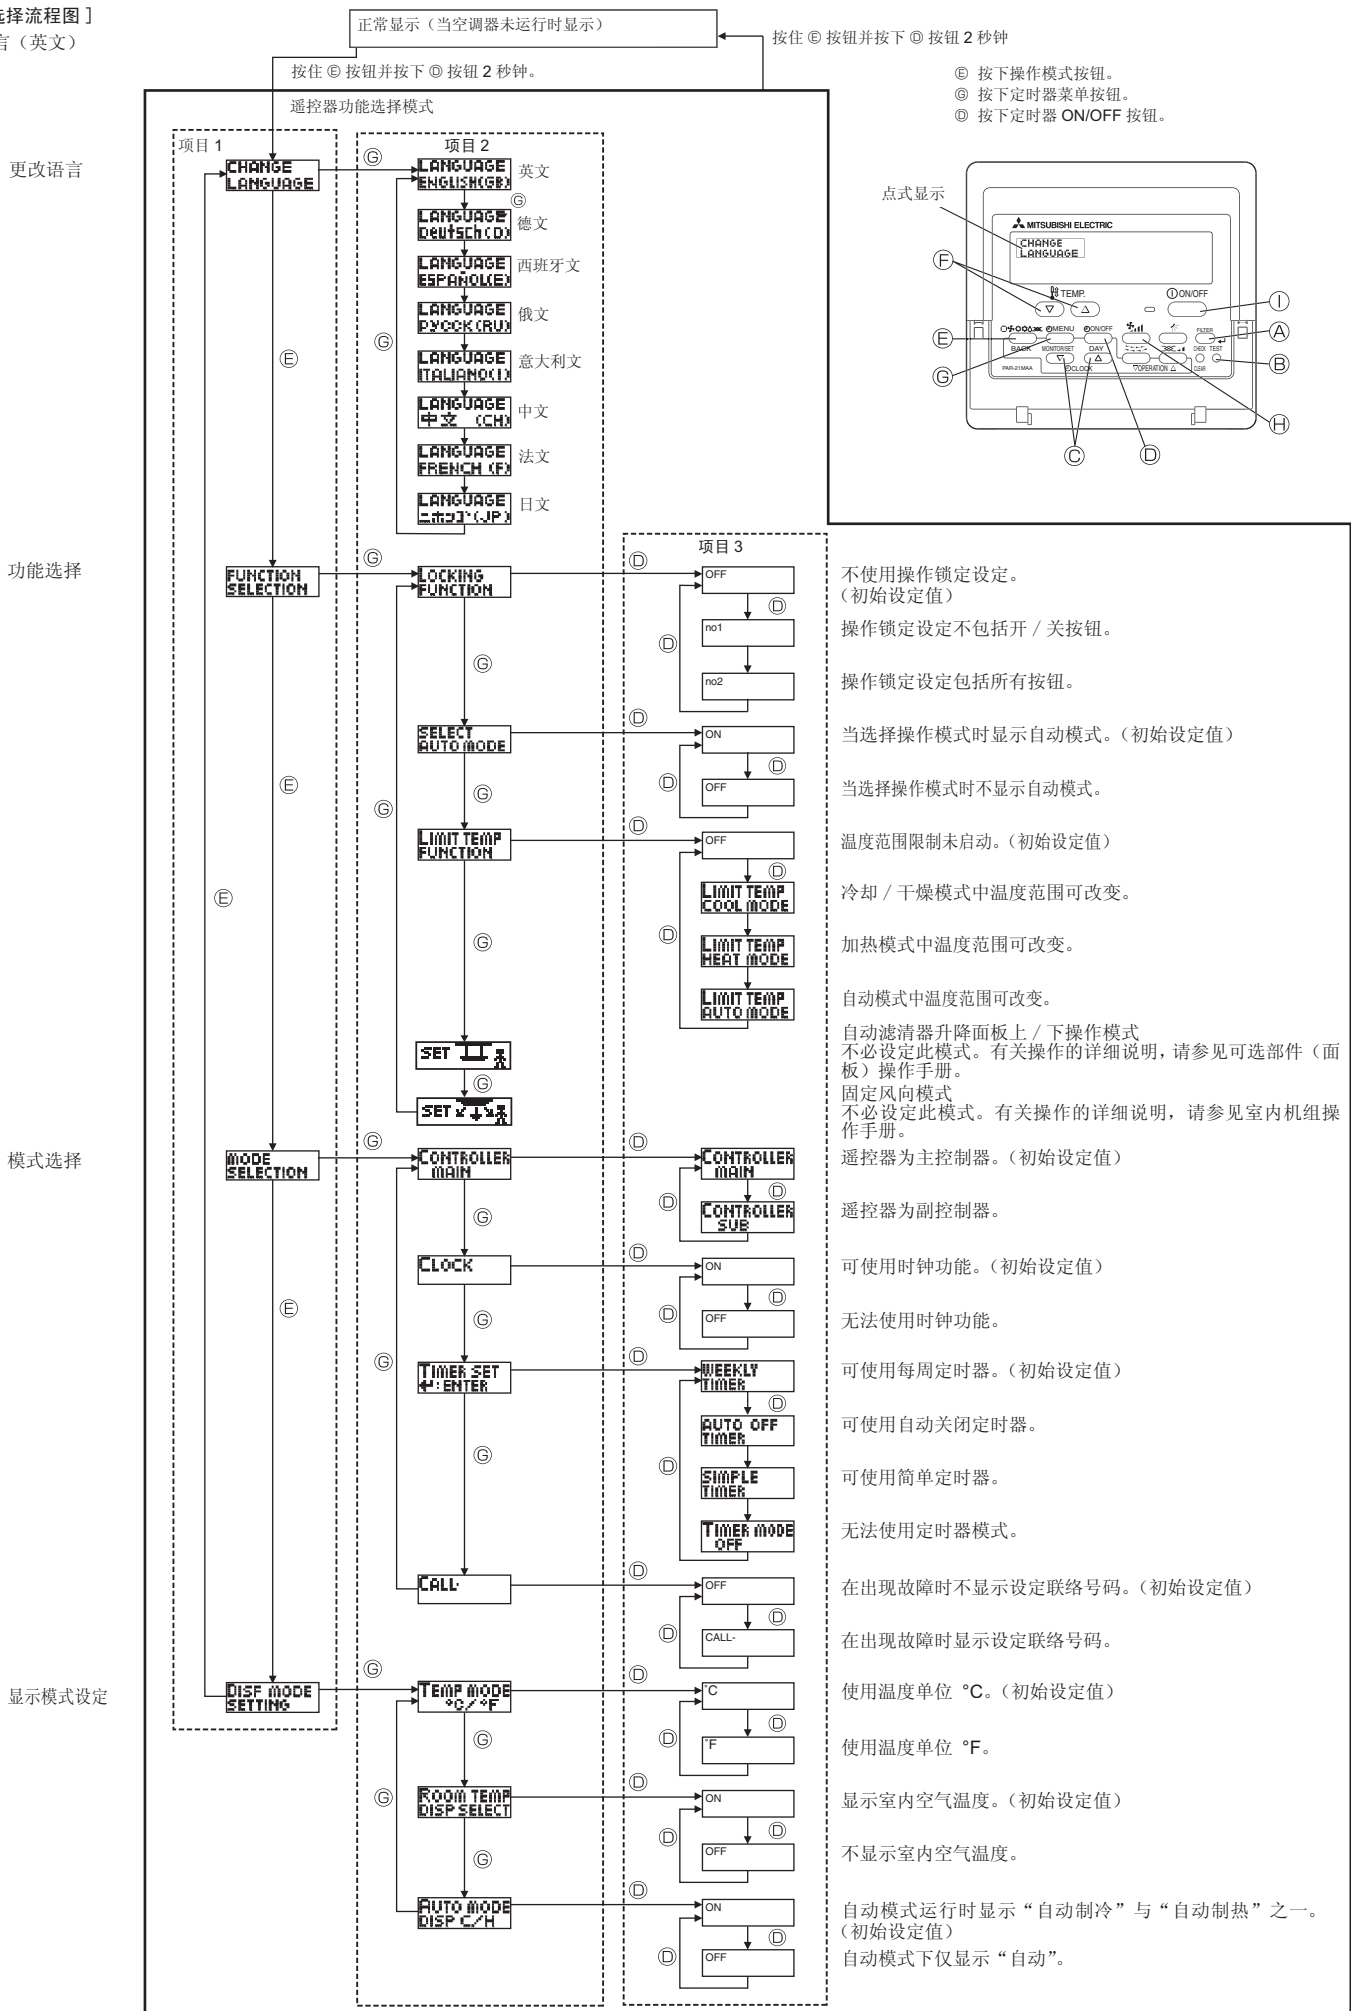 选择流程图 ]
言（英文）
正常显示（当空调器未运行时显示）
按住 Ⓔ 按钮并按下 Ⓓ 按钮 2 秒钟
按住 Ⓔ 按钮并按下 Ⓓ 按钮 2 秒钟。
Ⓔ 按下操作模式按钮。
Ⓖ 按下定时器菜单按钮。
Ⓓ 按下定时器 ON/OFF 按钮。
遥控器功能选择模式
项目 1
项目 2
更改语言
CHANGE
LANGUAGE
Ⓖ
LANGUAGE
ENGLISH(GB)
英文
Ⓖ
LANGUAGE
Deutsch(D)
德文
LANGUAGE
ESPAÑOL(E)
西班牙文
LANGUAGE
РУССК(RU)
俄文
Ⓖ
Ⓔ
LANGUAGE
ITALIANO(I)
意大利文
LANGUAGE
中文 (CH)
中文
LANGUAGE
FRENCH (F)
法文
LANGUAGE
ニホンゴ(JP)
日文
点式显示
MITSUBISHI ELECTRIC
CHANGE
LANGUAGE
TEMP.
ON/OFF
MENU
ON/OFF
FILTER
BACK
MONITOR/SET
DAY
CHECK TEST
PAR-21MAA
CLOCK
▽OPERATION △
CLEAR
Ⓕ
Ⓘ
Ⓔ
Ⓐ
Ⓖ
Ⓑ
Ⓗ
Ⓒ
Ⓓ
项目 3
功能选择
FUNCTION
SELECTION
Ⓖ
LOCKING
FUNCTION
Ⓓ
OFF
不使用操作锁定设定。
（初始设定值）
Ⓓ
no1
操作锁定设定不包括开 / 关按钮。
Ⓓ
Ⓖ
no2
操作锁定设定包括所有按钮。
SELECT
AUTO MODE
Ⓓ
ON
当选择操作模式时显示自动模式。（初始设定值）
Ⓓ
Ⓔ
Ⓖ
Ⓖ
Ⓓ
OFF
当选择操作模式时不显示自动模式。
LIMIT TEMP
FUNCTION
Ⓓ
OFF
温度范围限制未启动。（初始设定值）
Ⓓ
Ⓔ
LIMIT TEMP
COOL MODE
冷却 / 干燥模式中温度范围可改变。
Ⓖ
Ⓓ
LIMIT TEMP
HEAT MODE
加热模式中温度范围可改变。
LIMIT TEMP
AUTO MODE
自动模式中温度范围可改变。
SET
自动滤清器升降面板上 / 下操作模式
不必设定此模式。有关操作的详细说明，请参见可选部件（面
板）操作手册。
Ⓖ
SET
固定风向模式
不必设定此模式。有关操作的详细说明，请参见室内机组操
作手册。
模式选择
MODE
SELECTION
Ⓖ
CONTROLLER
MAIN
Ⓓ
CONTROLLER
MAIN
遥控器为主控制器。（初始设定值）
Ⓓ
Ⓖ
Ⓓ
CONTROLLER
SUB
遥控器为副控制器。
CLOCK
Ⓓ
ON
可使用时钟功能。（初始设定值）
Ⓓ
Ⓔ
Ⓖ
Ⓓ
OFF
无法使用时钟功能。
Ⓖ
TIMER SET
↵:ENTER
Ⓓ
WEEKLY
TIMER
可使用每周定时器。（初始设定值）
Ⓓ
AUTO OFF
TIMER
可使用自动关闭定时器。
Ⓖ
Ⓓ
SIMPLE
TIMER
可使用简单定时器。
TIMER MODE
OFF
无法使用定时器模式。
CALL-
Ⓓ
OFF
在出现故障时不显示设定联络号码。（初始设定值）
Ⓓ
Ⓓ
CALL-
在出现故障时显示设定联络号码。
显示模式设定
DISP MODE
SETTING
Ⓖ
TEMP MODE
°C/°F
Ⓓ
°C
使用温度单位 °C。（初始设定值）
Ⓓ
Ⓖ
Ⓓ
°F
使用温度单位 °F。
Ⓖ
ROOM TEMP
DISP SELECT
Ⓓ
ON
显示室内空气温度。（初始设定值）
Ⓓ
Ⓖ
Ⓓ
OFF
不显示室内空气温度。
AUTO MODE
DISP C/H
Ⓓ
ON
自动模式运行时显示“自动制冷”与“自动制热”之一。
（初始设定值）
Ⓓ
Ⓓ
OFF
自动模式下仅显示“自动”。